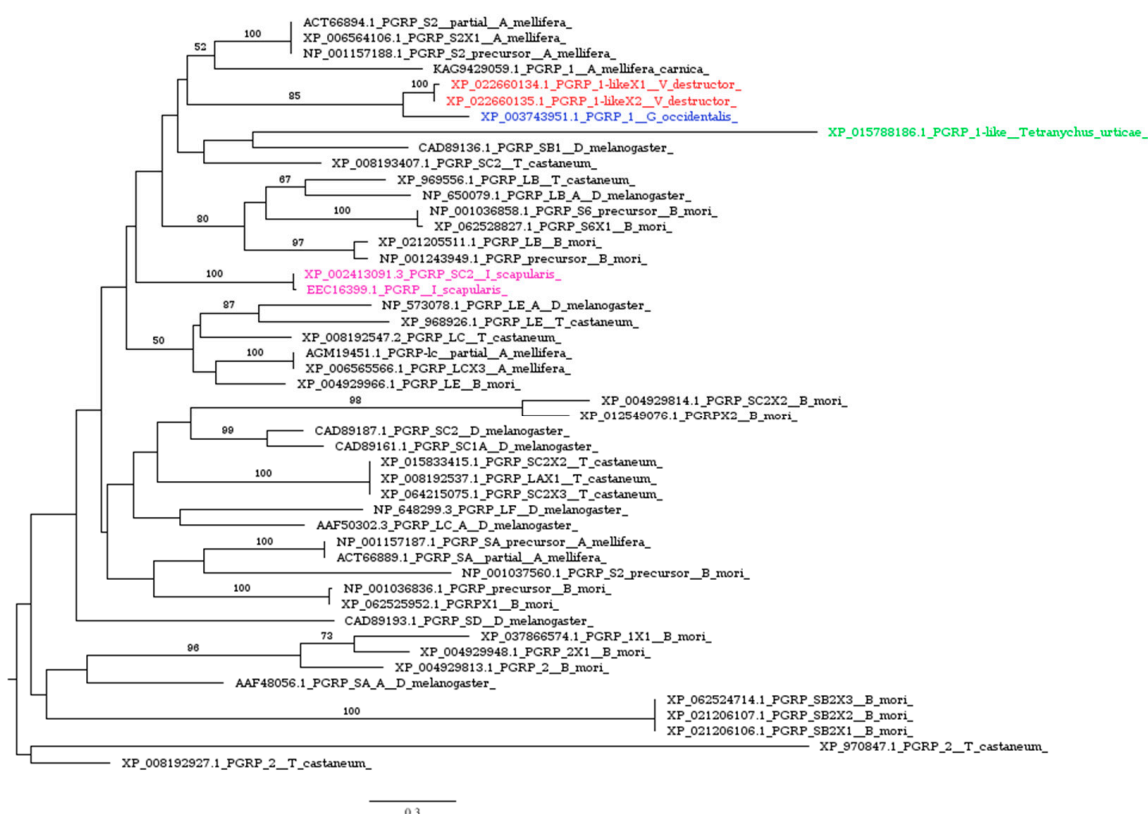 ACT66894.1_PGRP_S2__partial__A_mellifera_
100
XP_006564106.1_PGRP_S2X1__A_mellifera_
52
NP_001157188.1_PGRP_S2_precursor__A_mellifera_
KAG9429059.1_PGRP_1__A_mellifera_carnica_
100
XP_022660134.1_PGRP_1-likeX1__V_destructor_
85
XP_022660135.1_PGRP_1-likeX2__V_destructor_
XP_003743951.1_PGRP_1__G_occidentalis_
XP_015788186.1_PGRP_1-like__Tetranychus_urticae_
CAD89136.1_PGRP_SB1__D_melanogaster_
XP_008193407.1_PGRP_SC2__T_castaneum_
67
XP_969556.1_PGRP_LB__T_castaneum_
NP_650079.1_PGRP_LB_A__D_melanogaster_
100
NP_001036858.1_PGRP_S6_precursor__B_mori_
80
XP_062528827.1_PGRP_S6X1__B_mori_
97
XP_021205511.1_PGRP_LB__B_mori_
NP_001243949.1_PGRP_precursor__B_mori_
100
XP_002413091.3_PGRP_SC2__I_scapularis_
EEC16399.1_PGRP__I_scapularis_
87
NP_573078.1_PGRP_LE_A__D_melanogaster_
XP_968926.1_PGRP_LE__T_castaneum_
50
XP_008192547.2_PGRP_LC__T_castaneum_
100
AGM19451.1_PGRP-lc__partial__A_mellifera_
XP_006565566.1_PGRP_LCX3__A_mellifera_
XP_004929966.1_PGRP_LE__B_mori_
98
XP_004929814.1_PGRP_SC2X2__B_mori_
XP_012549076.1_PGRPX2__B_mori_
99
CAD89187.1_PGRP_SC2__D_melanogaster_
CAD89161.1_PGRP_SC1A__D_melanogaster_
XP_015833415.1_PGRP_SC2X2__T_castaneum_
100
XP_008192537.1_PGRP_LAX1__T_castaneum_
XP_064215075.1_PGRP_SC2X3__T_castaneum_
NP_648299.3_PGRP_LF__D_melanogaster_
AAF50302.3_PGRP_LC_A__D_melanogaster_
100
NP_001157187.1_PGRP_SA_precursor__A_mellifera_
ACT66889.1_PGRP_SA__partial__A_mellifera_
NP_001037560.1_PGRP_S2_precursor__B_mori_
100
NP_001036836.1_PGRP_precursor__B_mori_
XP_062525952.1_PGRPX1__B_mori_
CAD89193.1_PGRP_SD__D_melanogaster_
73
XP_037866574.1_PGRP_1X1__B_mori_
96
XP_004929948.1_PGRP_2X1__B_mori_
XP_004929813.1_PGRP_2__B_mori_
AAF48056.1_PGRP_SA_A__D_melanogaster_
XP_062524714.1_PGRP_SB2X3__B_mori_
100
XP_021206107.1_PGRP_SB2X2__B_mori_
XP_021206106.1_PGRP_SB2X1__B_mori_
XP_970847.1_PGRP_2__T_castaneum_
XP_008192927.1_PGRP_2__T_castaneum_
0.3